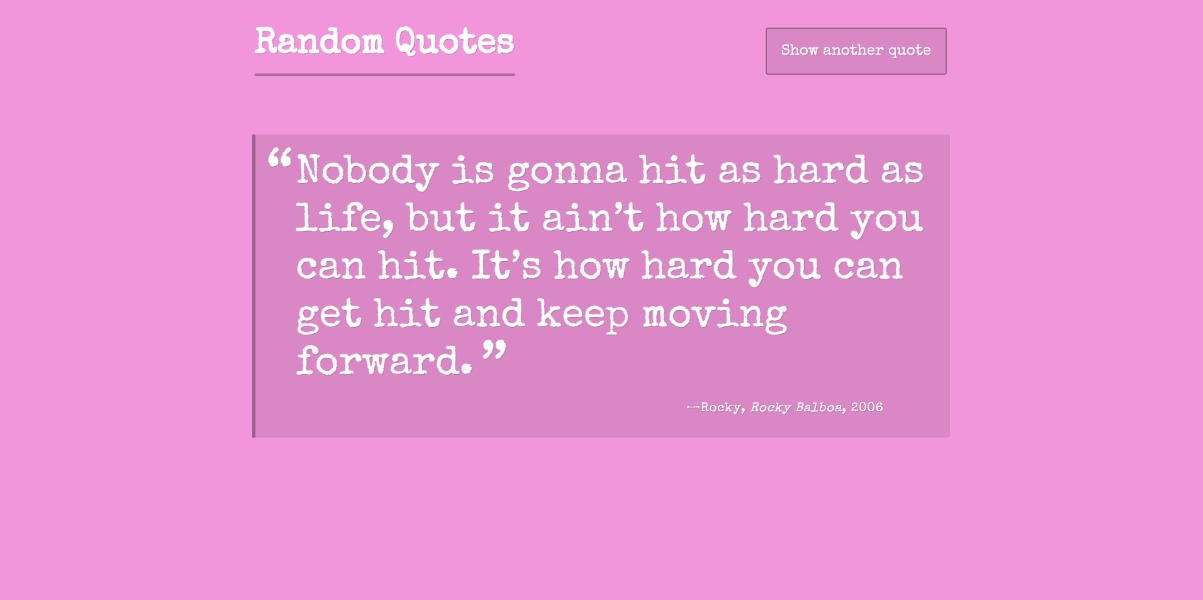 Random Quotes
Show another quote
“Nobody is gonna hit as hard as
life, but it ain’t how hard you
can hit. It’s how hard you can
get hit and keep moving
forward.”
—Rocky, Rocky Balboa, 2006